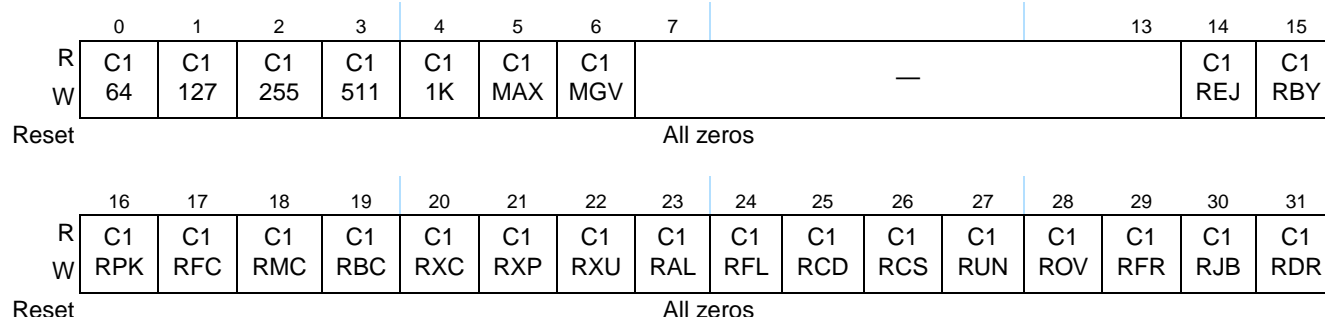 0 1 2 3 4 5 6 7 13 14 15
R C1 C1 C1 C1 C1 C1 C1 — C1 C1
W 64 127 255 511 1K MAX MGV REJ RBY
Reset All zeros
16 17 18 19 20 21 22 23 24 25 26 27 28 29 30 31
R C1 C1 C1 C1 C1 C1 C1 C1 C1 C1 C1 C1 C1 C1 C1 C1
W RPK RFC RMC RBC RXC RXP RXU RAL RFL RCD RCS RUN ROV RFR RJB RDR
Reset All zeros